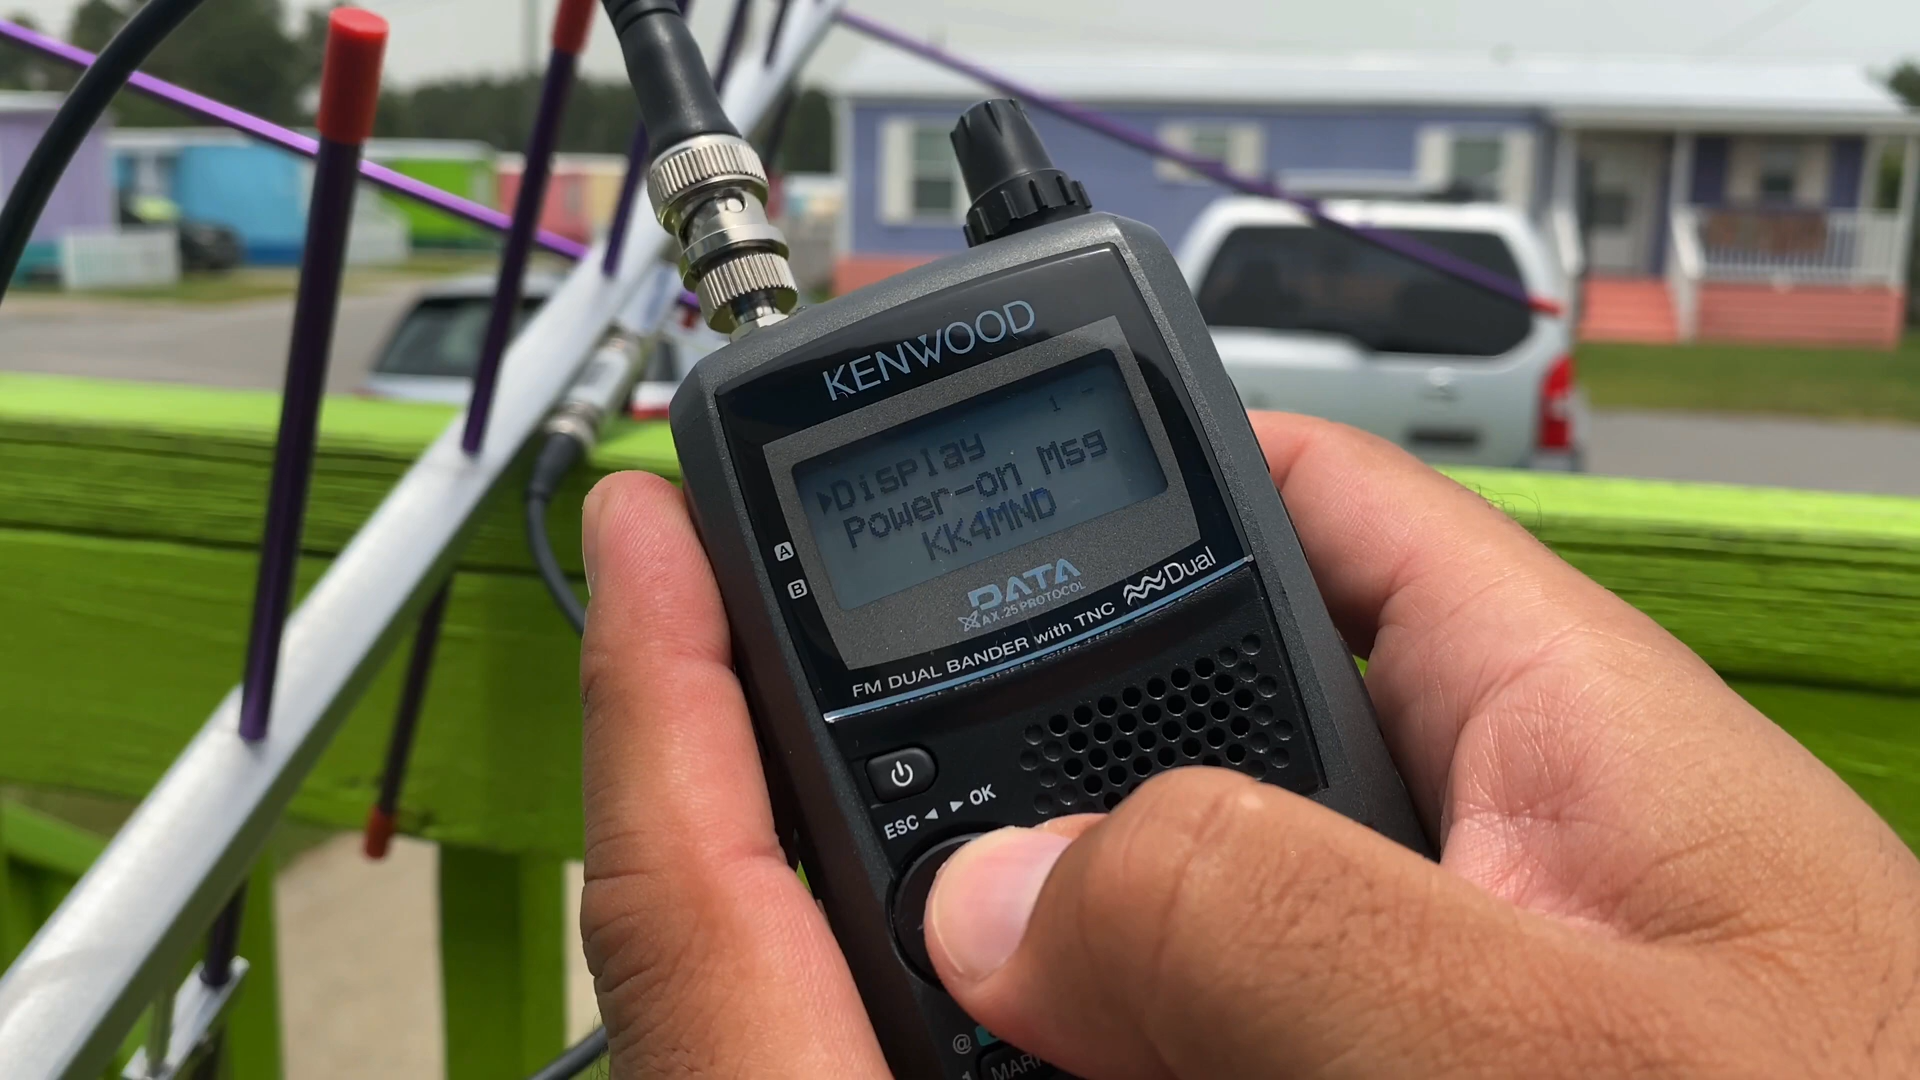 KENWOOD
1
Display
Power-on Msg
KK4MND
A
B
DATA
AX.25 PROTOCOL
Dual
FM DUAL BANDER with TNC
ESC ◄ ► OK
@